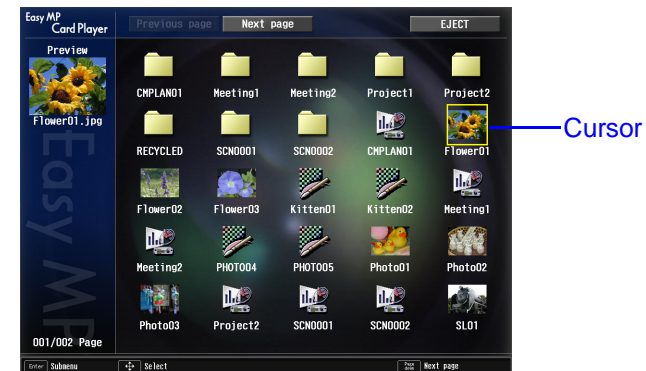 Easy MP
Card Player
Previous page
Next page
EJECT
Preview
Flower01.jpg
CMPLAN01 Meeting1 Meeting2 Project1 Project2
RECYCLED SCN0001 SCN0002 CMPLAN01 Flower01
Flower02 Flower03 Kitten01 Kitten02 Meeting1
Meeting2 PHOTO04 PHOTO05 Photo01 Photo02
Photo03 Project2 SCN0001 SCN0002 SL01
Cursor
Easy MP
001/002 Page
Enter Submenu
Select
Page down Next page